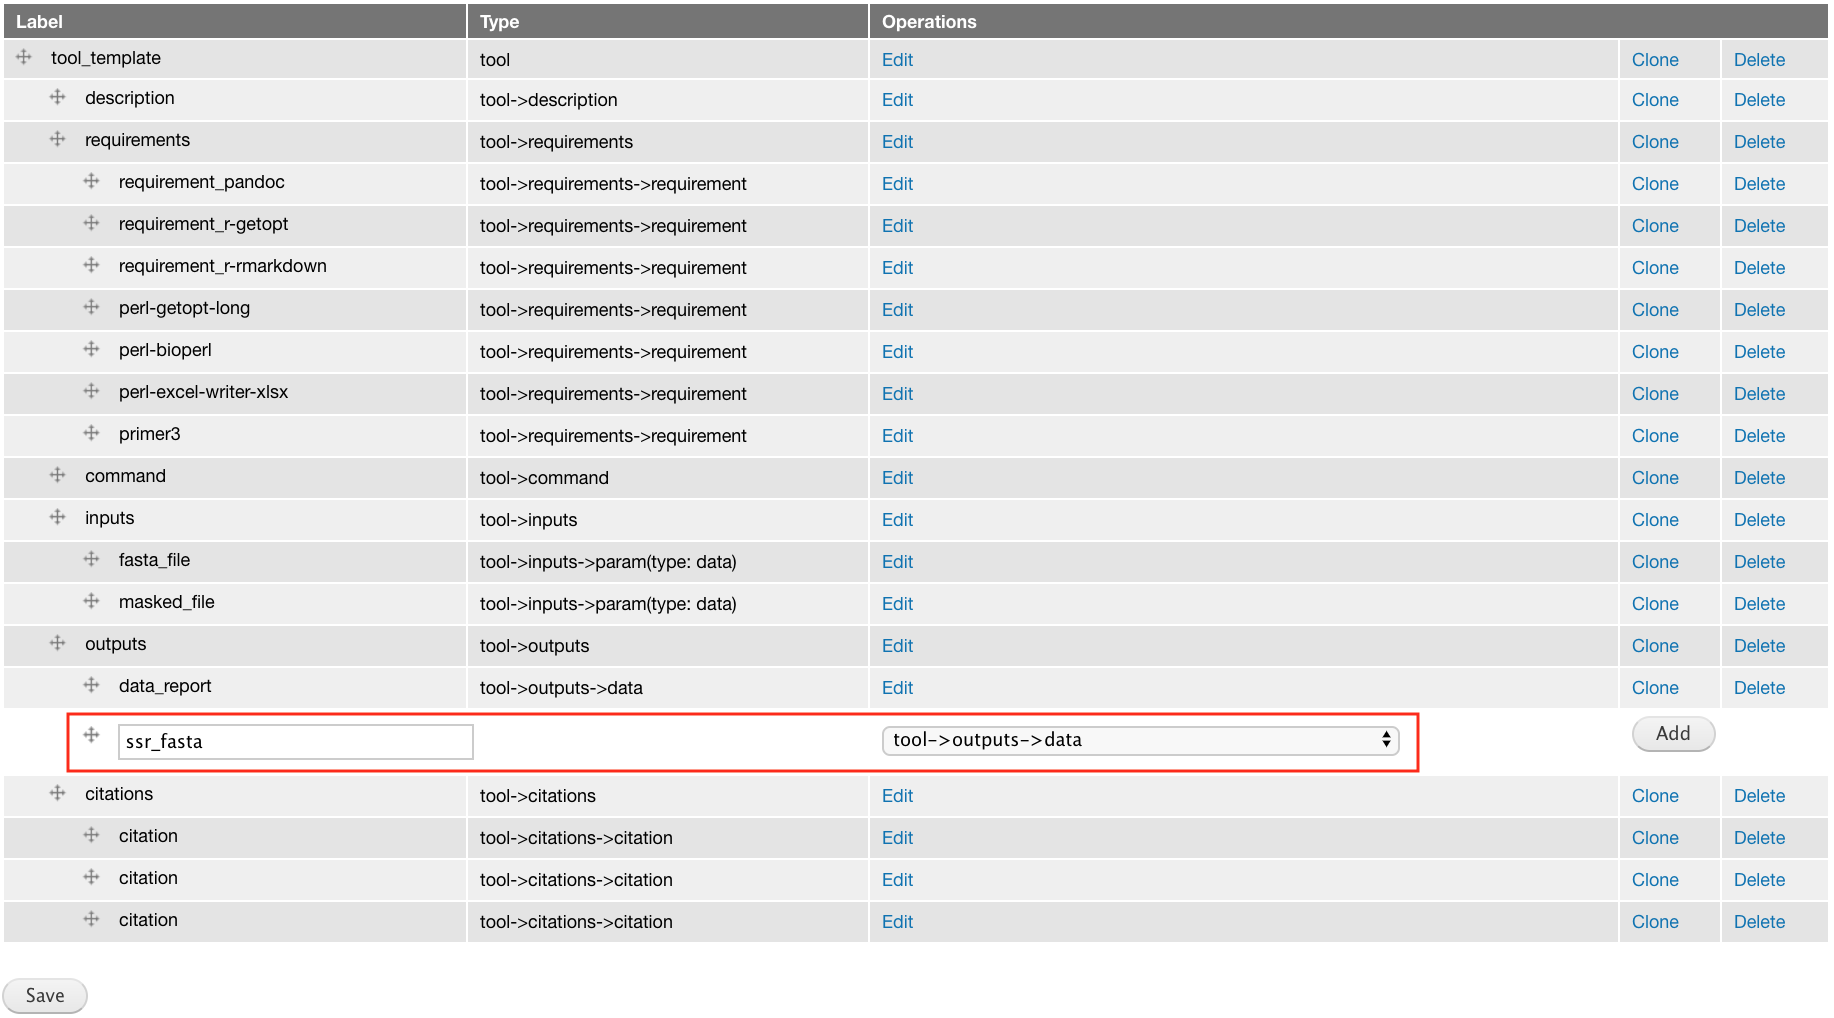 Label Type Operations
tool_template tool Edit Clone Delete
description tool->description Edit Clone Delete
requirements tool->requirements Edit Clone Delete
requirement_pandoc tool->requirements->requirement Edit Clone Delete
requirement_r-getopt tool->requirements->requirement Edit Clone Delete
requirement_r-rmarkdown tool->requirements->requirement Edit Clone Delete
perl-getopt-long tool->requirements->requirement Edit Clone Delete
perl-bioperl tool->requirements->requirement Edit Clone Delete
perl-excel-writer-xlsx tool->requirements->requirement Edit Clone Delete
primer3 tool->requirements->requirement Edit Clone Delete
command tool->command Edit Clone Delete
inputs tool->inputs Edit Clone Delete
fasta_file tool->inputs->param(type: data) Edit Clone Delete
masked_file tool->inputs->param(type: data) Edit Clone Delete
outputs tool->outputs Edit Clone Delete
data_report tool->outputs->data Edit Clone Delete
ssr_fasta tool->outputs->data Add
citations tool->citations Edit Clone Delete
citation tool->citations->citation Edit Clone Delete
citation tool->citations->citation Edit Clone Delete
citation tool->citations->citation Edit Clone Delete
Save